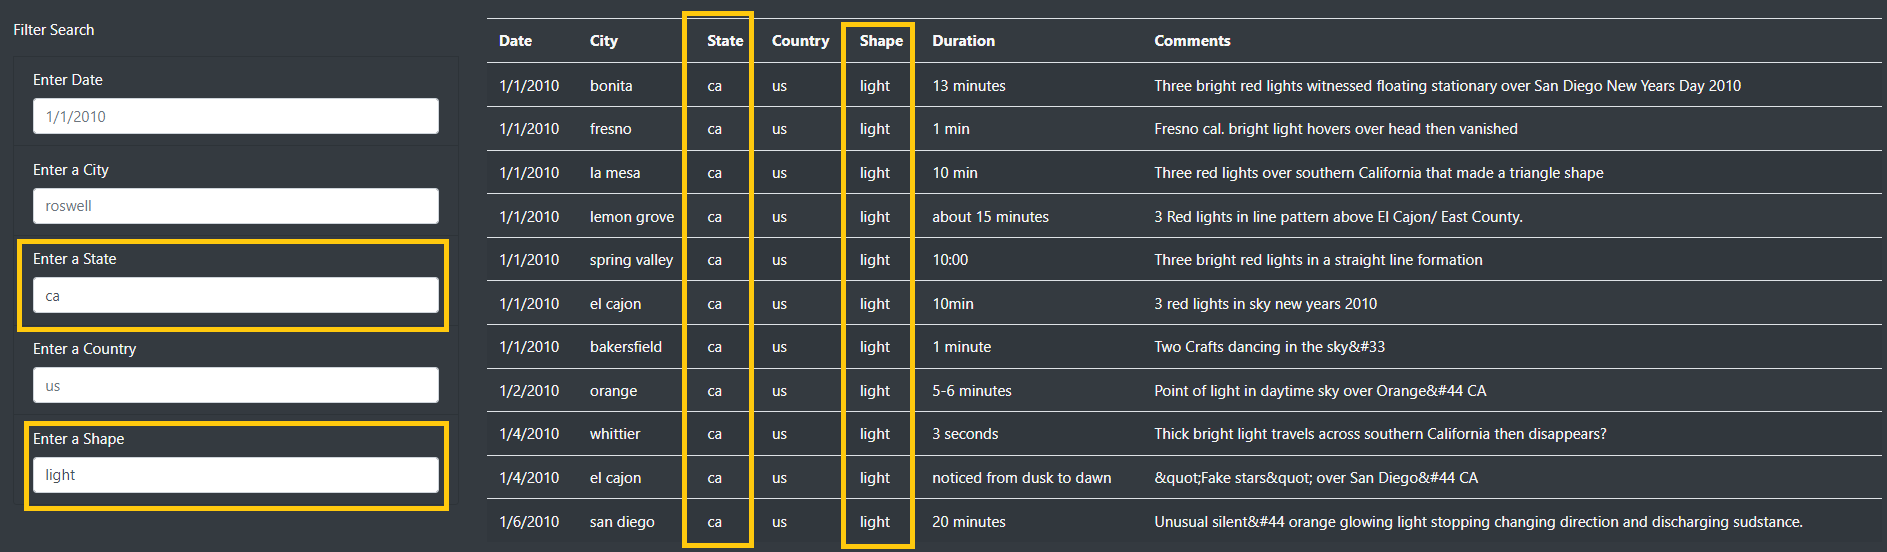 Filter Search
Enter Date
1/1/2010
Enter a City
roswell
Enter a State
ca
Enter a Country
us
Enter a Shape
light
Date City State Country Shape Duration Comments
1/1/2010 bonita ca us light 13 minutes Three bright red lights witnessed floating stationary over San Diego New Years Day 2010
1/1/2010 fresno ca us light 1 min Fresno cal. bright light hovers over head then vanished
1/1/2010 la mesa ca us light 10 min Three red lights over southern California that made a triangle shape
1/1/2010 lemon grove ca us light about 15 minutes 3 Red lights in line pattern above El Cajon/ East County.
1/1/2010 spring valley ca us light 10:00 Three bright red lights in a straight line formation
1/1/2010 el cajon ca us light 10min 3 red lights in sky new years 2010
1/1/2010 bakersfield ca us light 1 minute Two Crafts dancing in the sky&#33
1/2/2010 orange ca us light 5-6 minutes Point of light in daytime sky over Orange&#44 CA
1/4/2010 whittier ca us light 3 seconds Thick bright light travels across southern California then disappears?
1/4/2010 el cajon ca us light noticed from dusk to dawn &quot;Fake stars&quot; over San Diego&#44 CA
1/6/2010 san diego ca us light 20 minutes Unusual silent&#44 orange glowing light stopping changing direction and discharging sudstance.